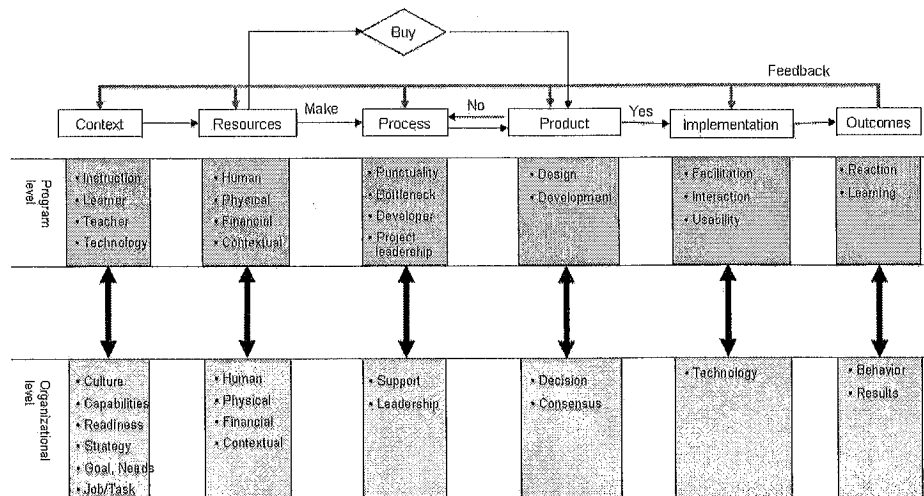 Buy
Feedback
Make
No
Yes
Context
Resources
Process
Product
Implementation
Outcomes
Program
level
• Instruction
• Learner
• Teacher
• Technology
• Human
• Physical
• Financial
• Contextual
• Punctuality
• Bottleneck
• Developer
• Project
leadership
• Design
• Development
• Facilitation
• Interaction
• Usability
• Reaction
• Learning
Organizational
level
• Culture
• Capabilities
• Readiness
• Strategy
• Goal, Needs
• Job/Task
• Human
• Physical
• Financial
• Contextual
• Support
• Leadership
• Decision
• Consensus
• Technology
• Behavior
• Results